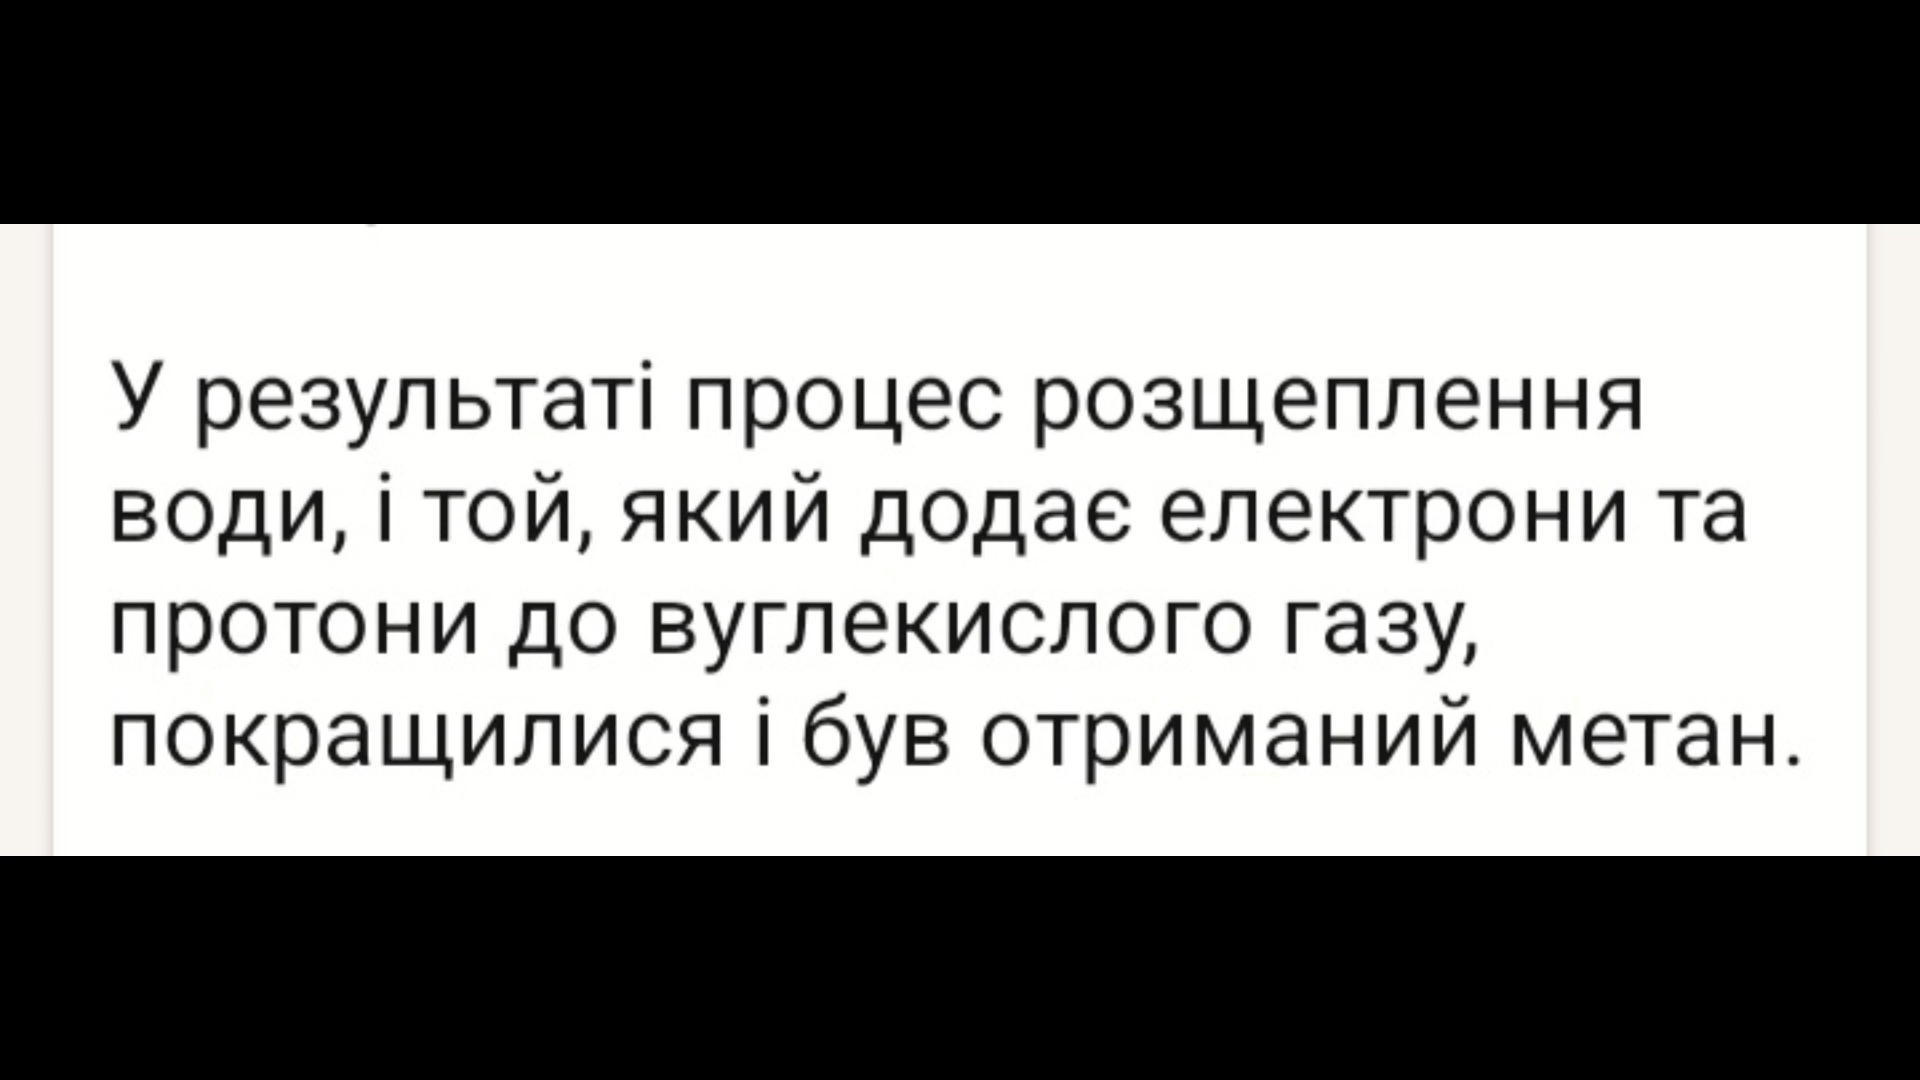 У результаті процес розщеплення
води, і той, який додає електрони та
протони до вуглекислого газу,
покращилися і був отриманий метан.